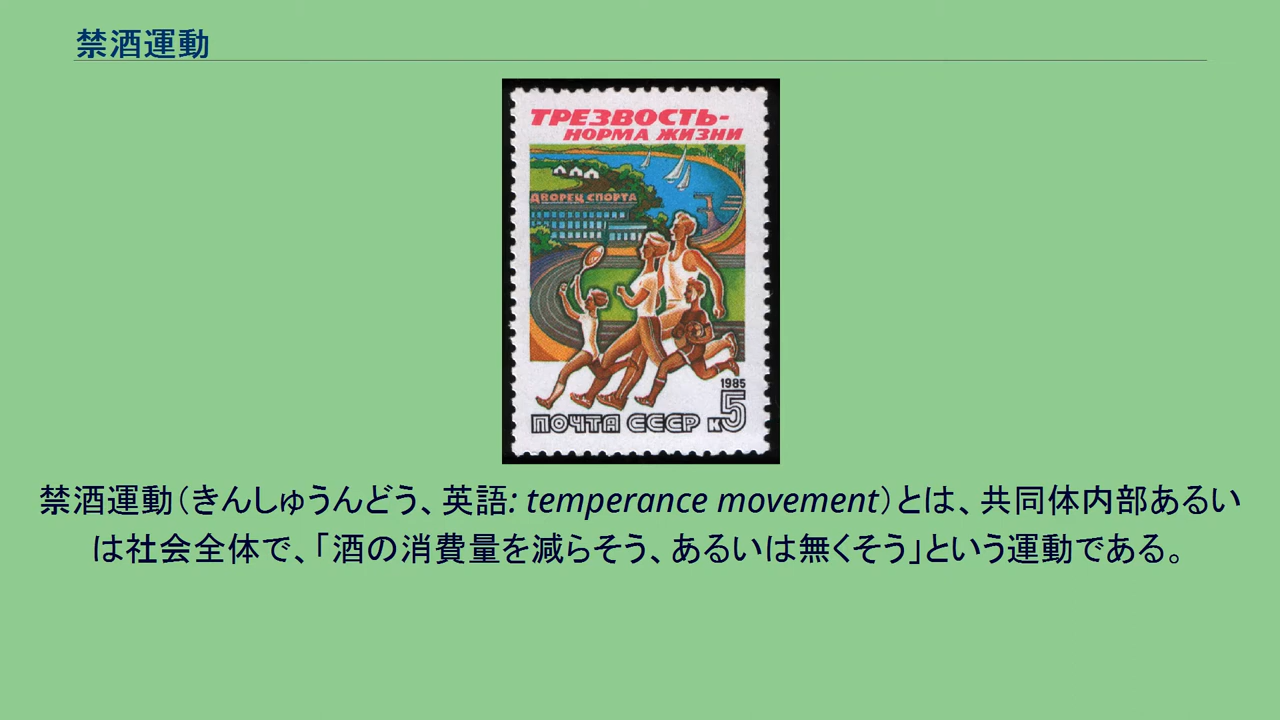 禁酒運動
ТРЕЗВОСТЬ-
НОРМА ЖИЗНИ
ДВОРЕЦ СПОРТА
1985
ПОЧТА СССР к5
禁酒運動（きんしゅうんどう、英語: temperance movement）とは、共同体内部あるい
は社会全体で、「酒の消費量を減らそう、あるいは無くそう」という運動である。